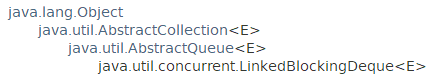 java.lang.Object
java.util.AbstractCollection<E>
java.util.AbstractQueue<E>
java.util.concurrent.LinkedBlockingDeque<E>